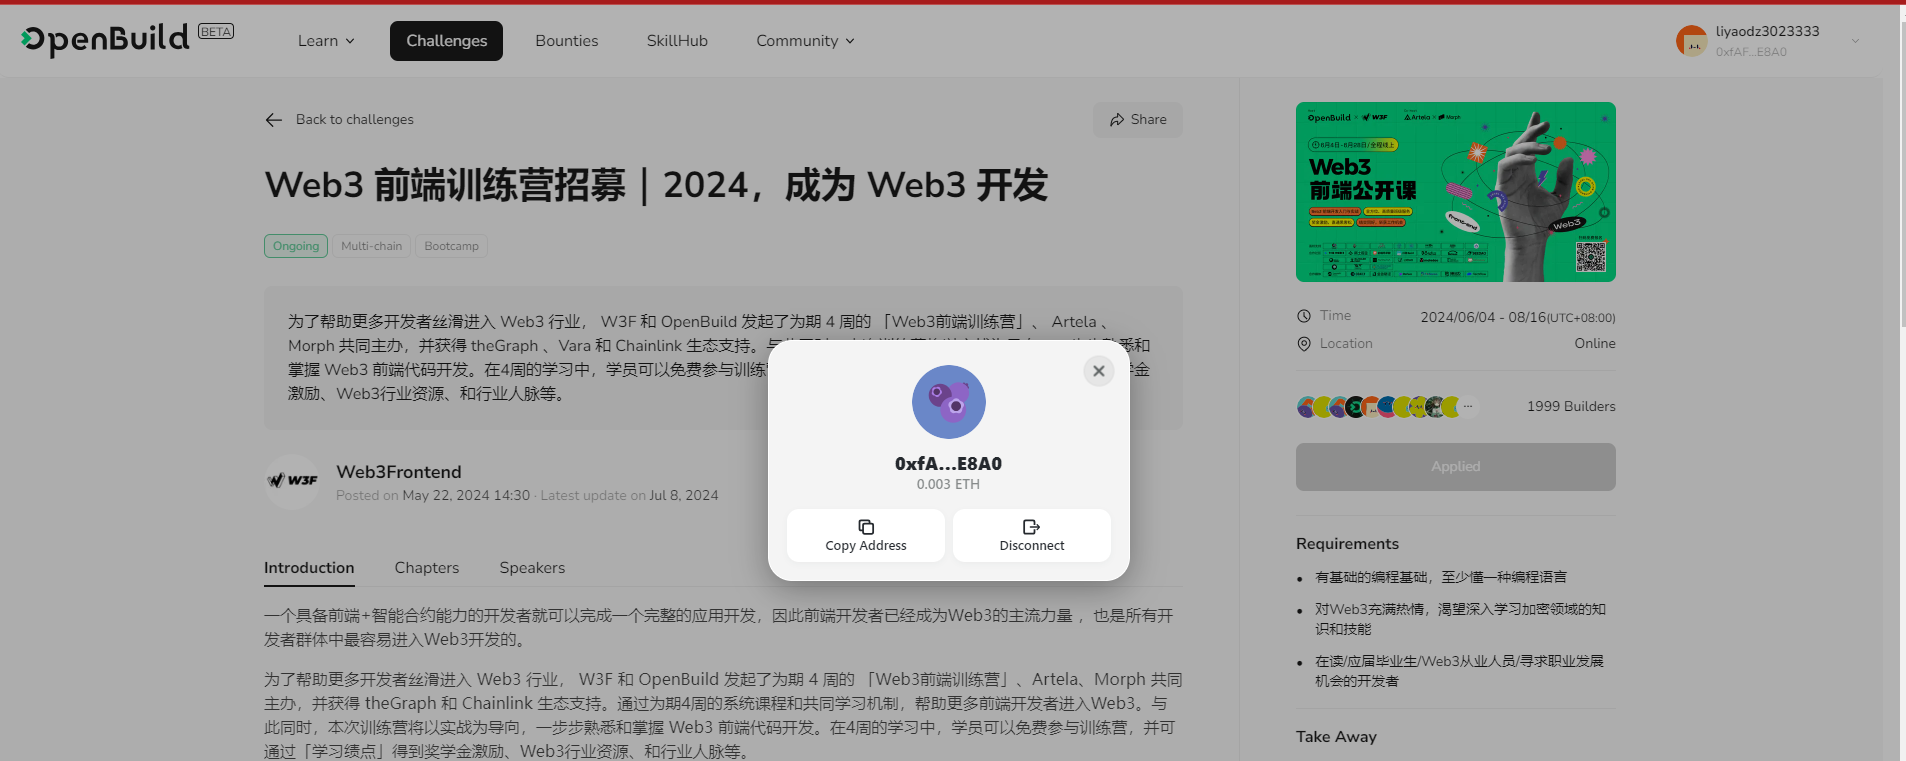 OpenBuild BETA
Learn
Challenges
Bounties
SkillHub
Community
liyaodz3023333
0xfAF...E8A0
Back to challenges
Share
Web3 前端训练营招募｜2024，成为 Web3 开发
Ongoing
Multi-chain
Bootcamp
为了帮助更多开发者丝滑进入 Web3 行业， W3F 和 OpenBuild 发起了为期 4 周的 「Web3前端训练营」、 Artela 、
Morph 共同主办，并获得 theGraph 、Vara 和 Chainlink 生态支持。与
悉和
掌握 Web3 前端代码开发。在4周的学习中，学员可以免费参与训练
金
激励、Web3行业资源、和行业人脉等。
W3F
Web3Frontend
Posted on May 22, 2024 14:30 · Latest update on Jul 8, 2024
Introduction
Chapters
Speakers
一个具备前端+智能合约能力的开发者就可以完成一个完整的应用开发，因此前端开发者已经成为Web3的主流力量 ，也是所有开
发者群体中最容易进入Web3开发的。
为了帮助更多开发者丝滑进入 Web3 行业， W3F 和 OpenBuild 发起了为期 4 周的 「Web3前端训练营」、Artela、Morph 共同
主办，并获得 theGraph 和 Chainlink 生态支持。通过为期4周的系统课程和共同学习机制，帮助更多前端开发者进入Web3。与
此同时，本次训练营将以实战为导向，一步步熟悉和掌握 Web3 前端代码开发。在4周的学习中，学员可以免费参与训练营，并可
通过「学习绩点」得到奖学金激励、Web3行业资源、和行业人脉等。
0xfA...E8A0
0.003 ETH
Copy Address
Disconnect
OpenBuild × W3F Artela × Morph
Web3
前端公开课
frontend
Web3
Time
2024/06/04 - 08/16(UTC+08:00)
Location
Online
1999 Builders
Applied
Requirements
有基础的编程基础，至少懂一种编程语言
对Web3充满热情，渴望深入学习加密领域的知
识和技能
在读/应届毕业生/Web3从业人员/寻求职业发展
机会的开发者
Take Away